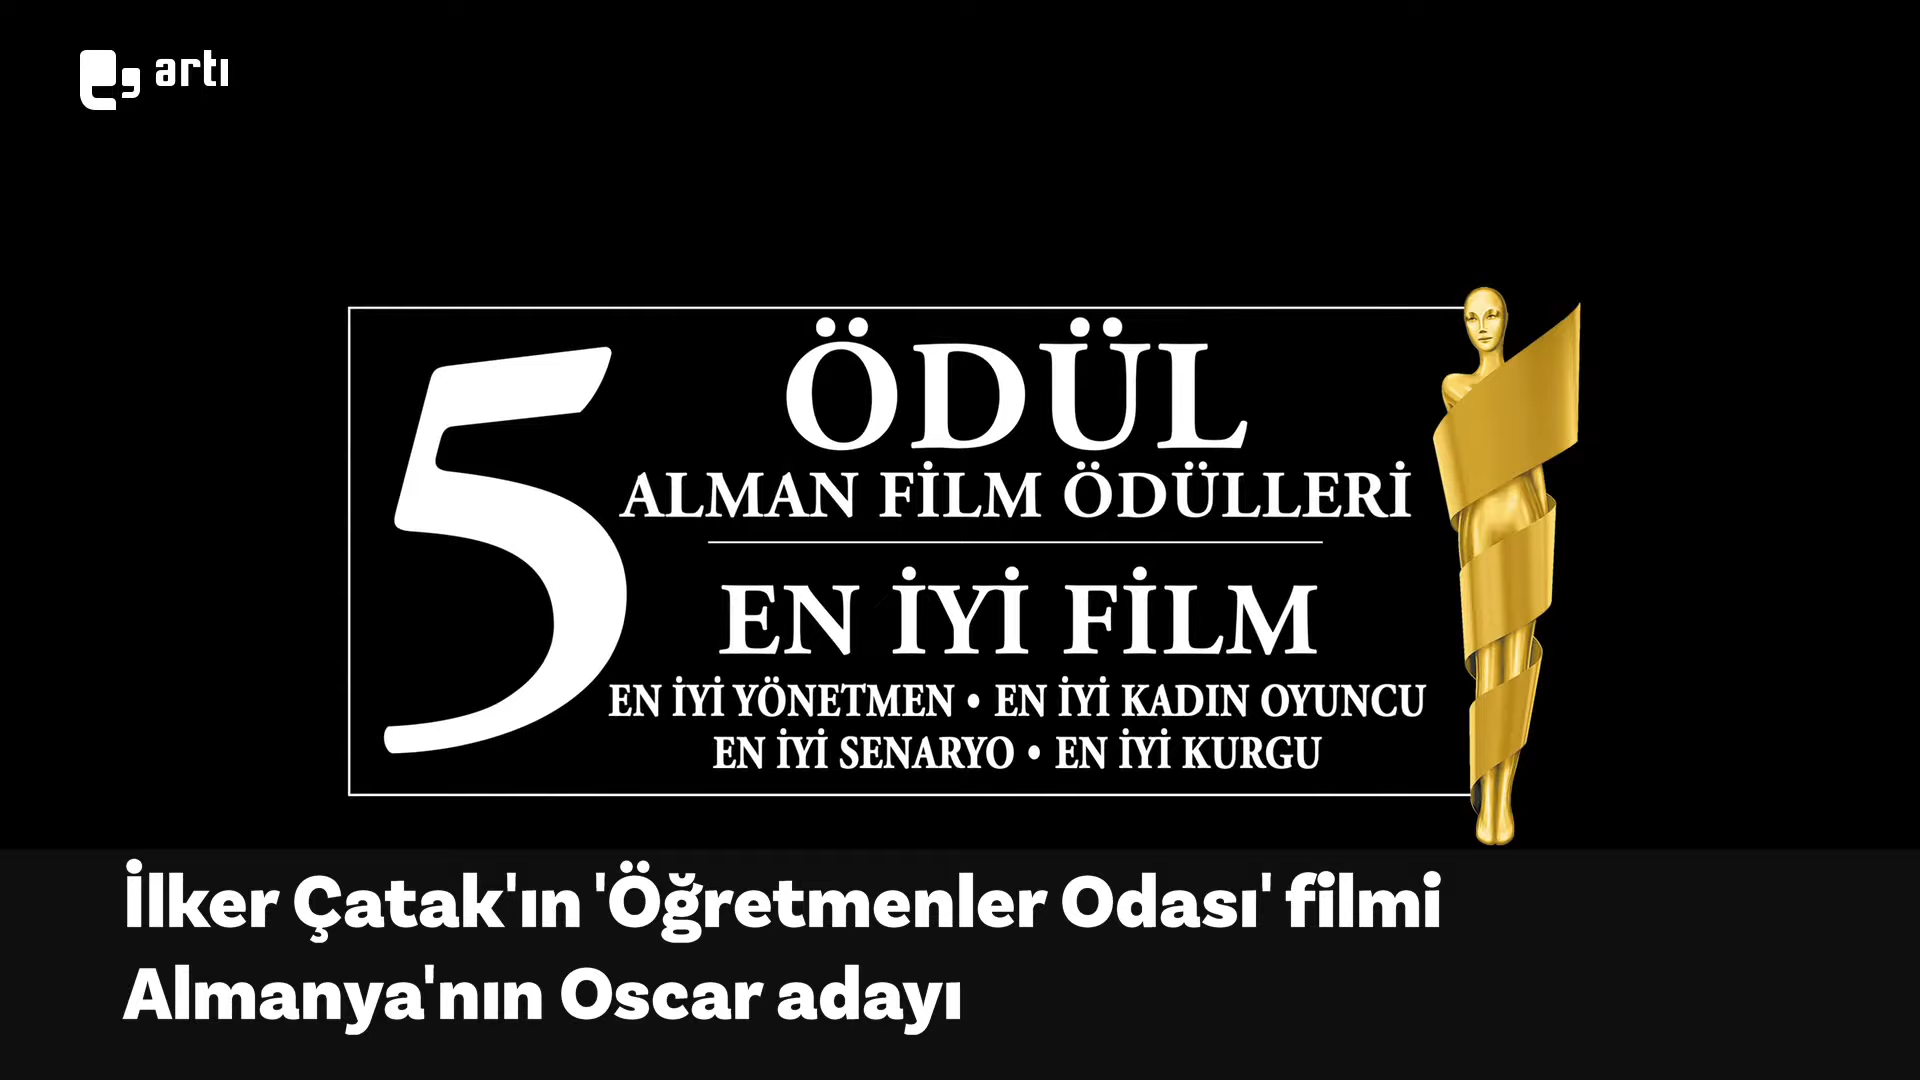 artı
5
ÖDÜL
ALMAN FİLM ÖDÜLLERİ
EN İYİ FİLM
EN İYİ YÖNETMEN • EN İYİ KADIN OYUNCU
EN İYİ SENARYO • EN İYİ KURGU
İlker Çatak'ın 'Öğretmenler Odası' filmi
Almanya'nın Oscar adayı